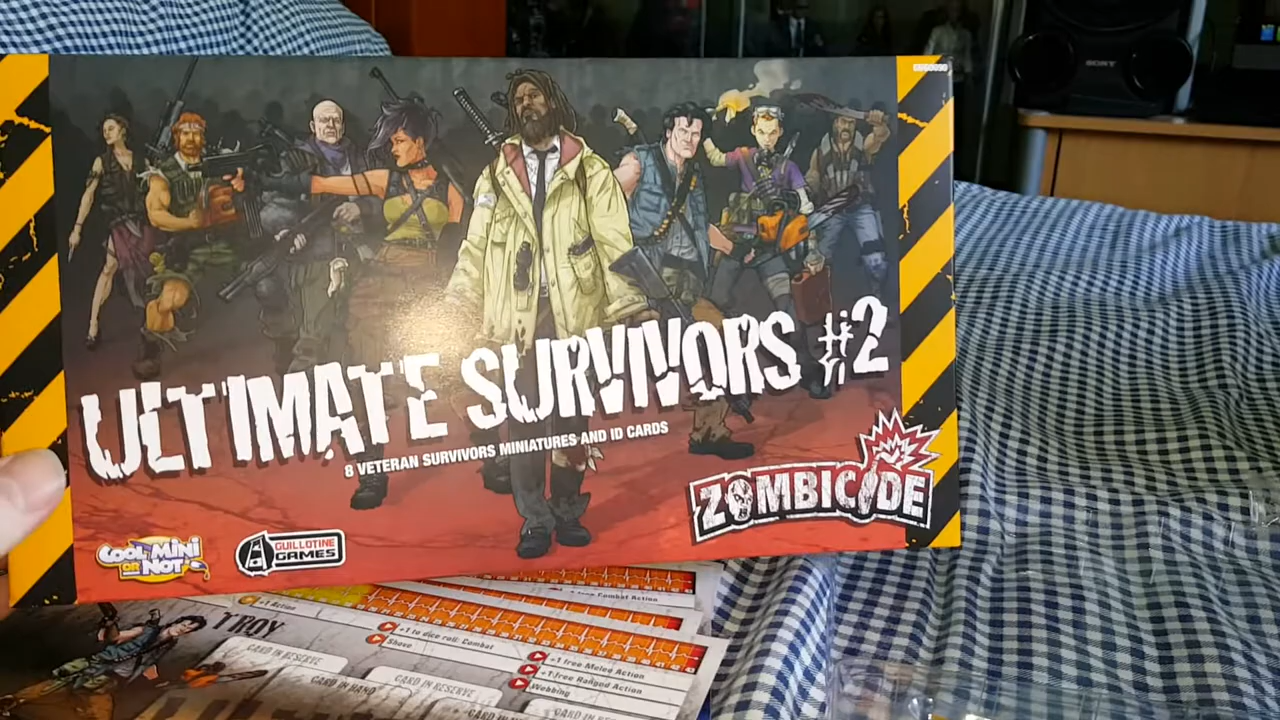 SONY
ULTIMATE SURVIVORS #2
8 VETERAN SURVIVORS MINIATURES AND ID CARDS
ZOMBICIDE
COOL MINI
OR NOT
GUILLOTINE
GAMES
TROY
+1 Action
+1 to dice roll: Combat
Shove
+1 free Melee Action
+1 free Ranged Action
Webbing
Combat Action
CARD IN RESERVE
CARD IN HAND
CARD IN RESERVE